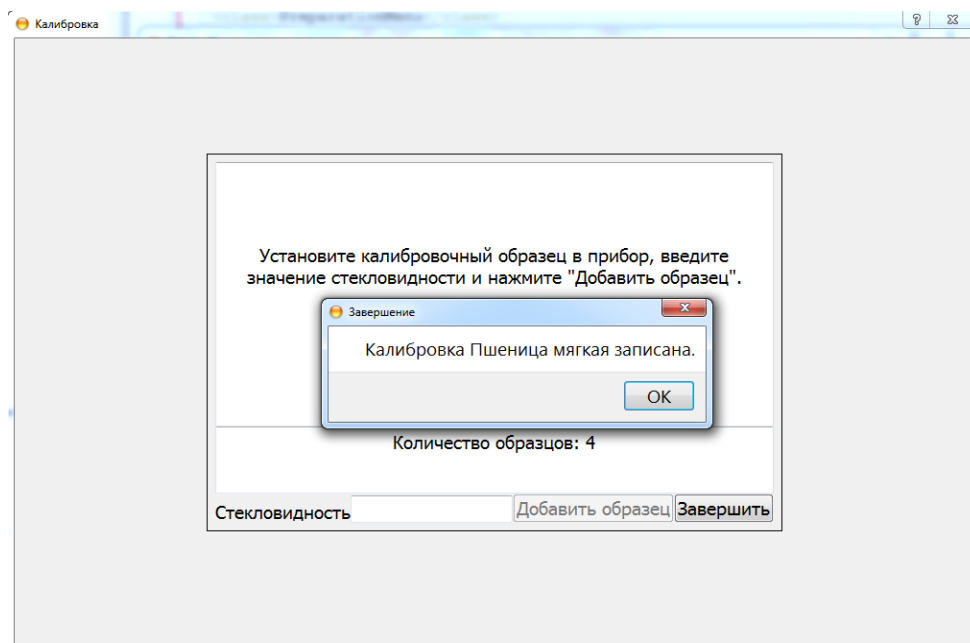 Калибровка
Установите калибровочный образец в прибор, введите
значение стекловидности и нажмите "Добавить образец".
Завершение
Калибровка Пшеница мягкая записана.
OK
Количество образцов: 4
Стекловидность
Добавить образец
Завершить